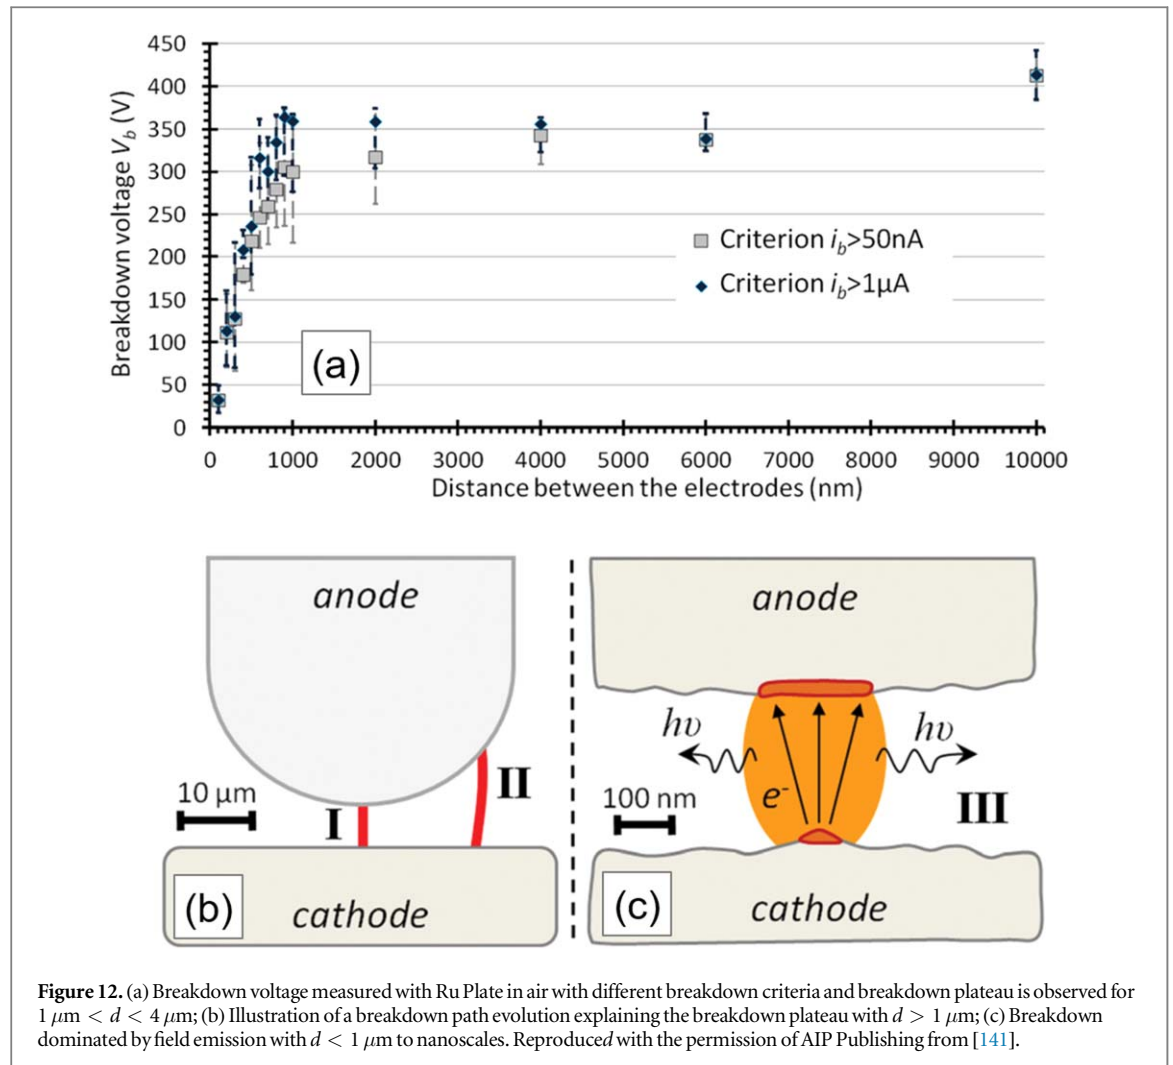 450
400
350
300
250
200
150
100
50
0
Breakdown voltage V_b (V)
Criterion i_b>50nA
Criterion i_b>1µA
(a)
0 1000 2000 3000 4000 5000 6000 7000 8000 9000 10000
Distance between the electrodes (nm)
anode
10 µm
I
II
(b)
cathode
anode
hυ
hυ
e-
100 nm
III
(c)
cathode
Figure 12. (a) Breakdown voltage measured with Ru Plate in air with different breakdown criteria and breakdown plateau is observed for
1 μm < d < 4 μm; (b) Illustration of a breakdown path evolution explaining the breakdown plateau with d > 1 μm; (c) Breakdown
dominated by field emission with d < 1 μm to nanoscales. Reproduced with the permission of AIP Publishing from [141].